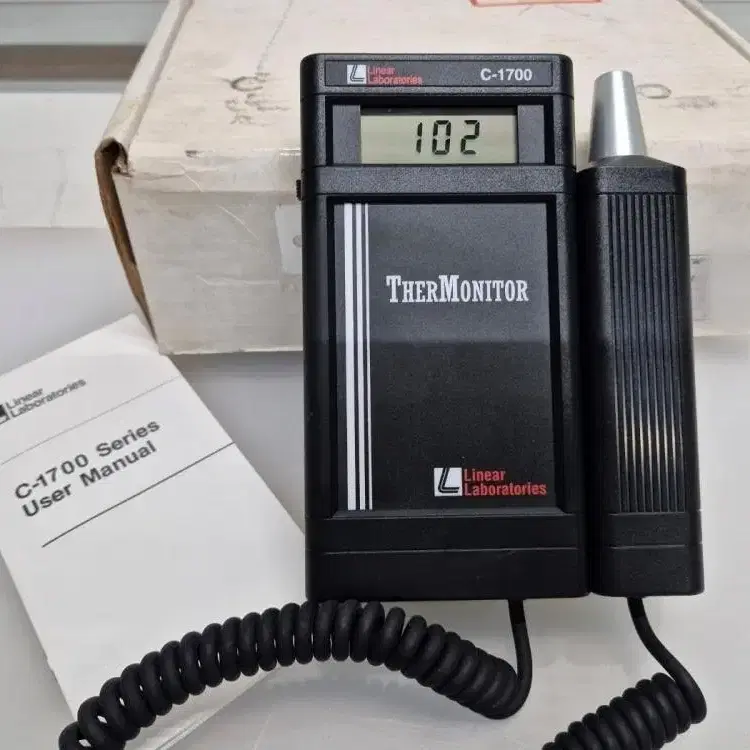 Linear
Laboratories
C-1700
102
THERMONITOR
Linear
Laboratories
Linear
Laboratories
C-1700 Series
User Manual